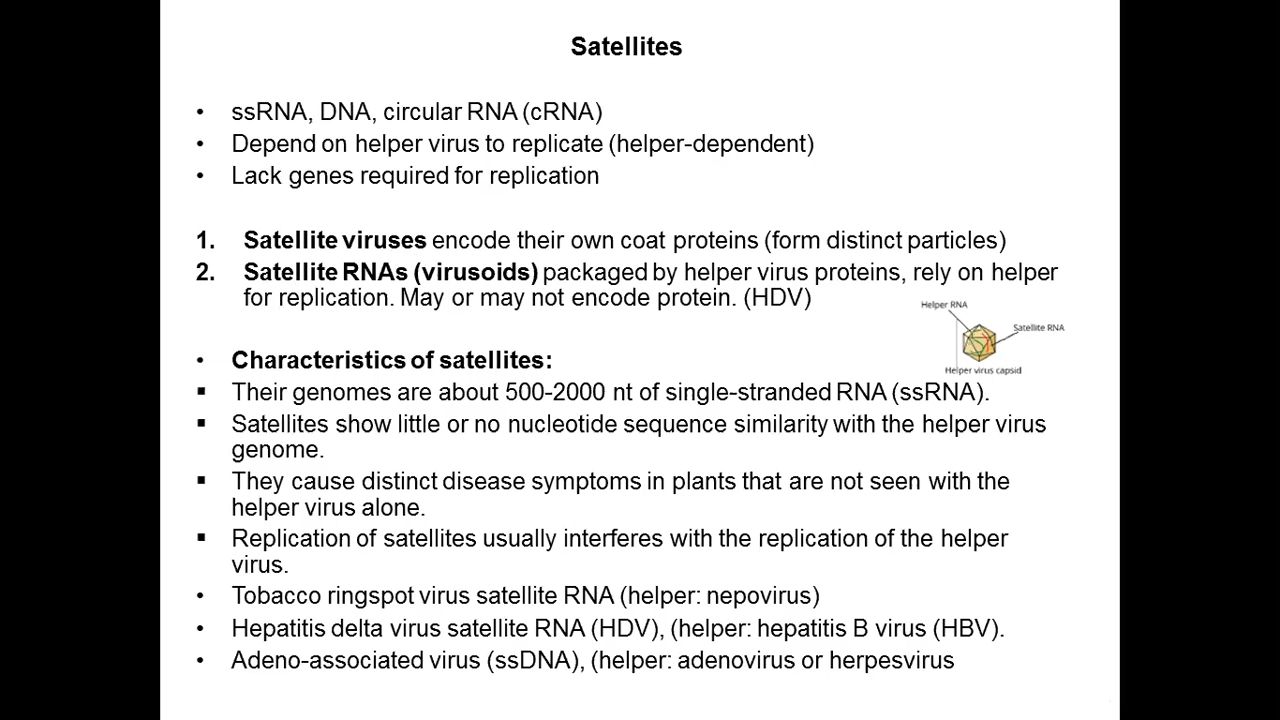 Satellites
• ssRNA, DNA, circular RNA (cRNA)
• Depend on helper virus to replicate (helper-dependent)
• Lack genes required for replication
1. Satellite viruses encode their own coat proteins (form distinct particles)
2. Satellite RNAs (virusoids) packaged by helper virus proteins, rely on helper
for replication. May or may not encode protein. (HDV)
Helper RNA
Satellite RNA
Helper virus capsid
• Characteristics of satellites:
▪ Their genomes are about 500-2000 nt of single-stranded RNA (ssRNA).
▪ Satellites show little or no nucleotide sequence similarity with the helper virus
genome.
▪ They cause distinct disease symptoms in plants that are not seen with the
helper virus alone.
▪ Replication of satellites usually interferes with the replication of the helper
virus.
• Tobacco ringspot virus satellite RNA (helper: nepovirus)
• Hepatitis delta virus satellite RNA (HDV), (helper: hepatitis B virus (HBV).
• Adeno-associated virus (ssDNA), (helper: adenovirus or herpesvirus